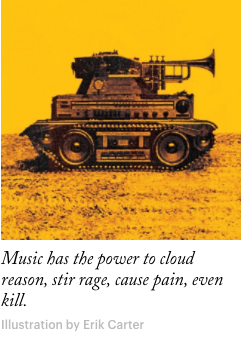 Music has the power to cloud
reason, stir rage, cause pain, even
kill.
Illustration by Erik Carter